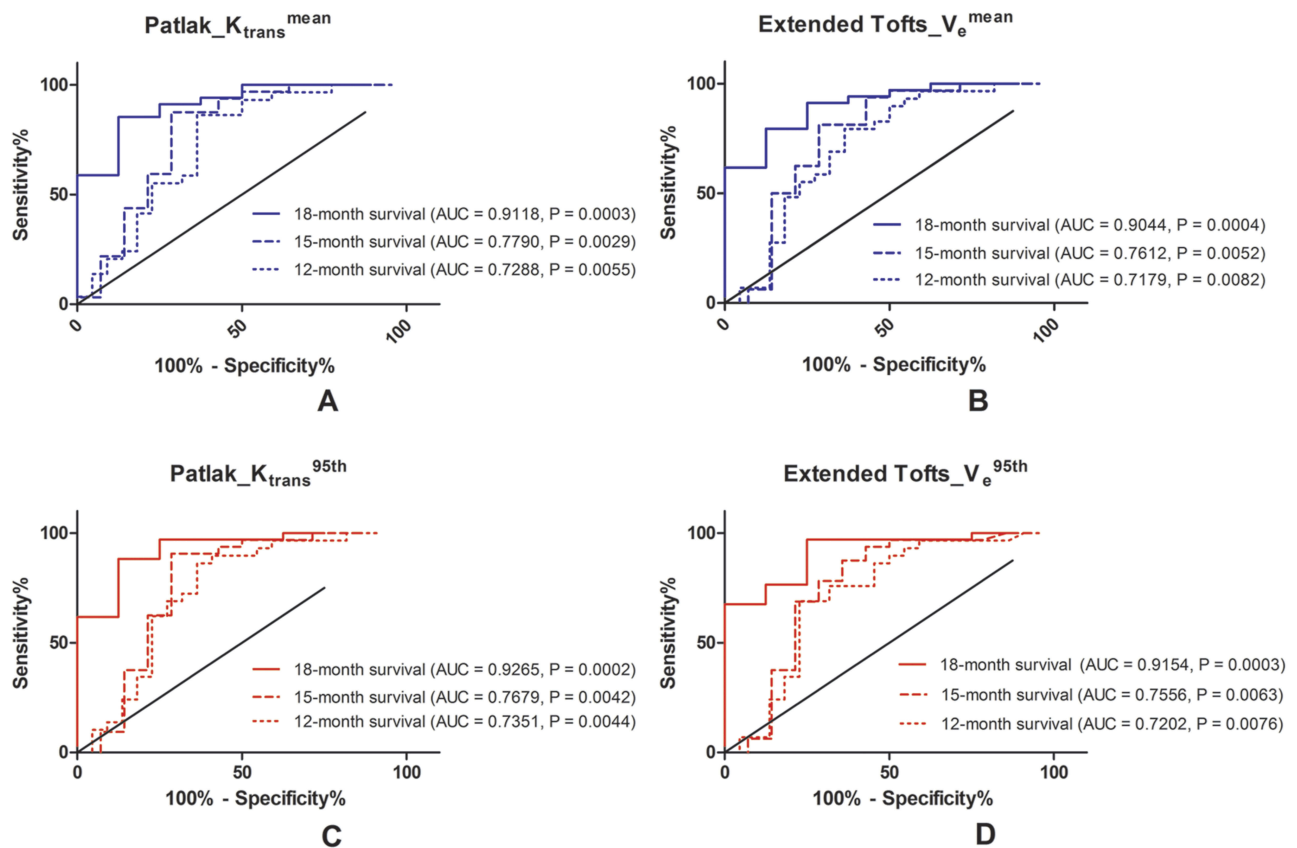 Patlak_K_trans^mean
100
50
0
Sensitivity%
18-month survival (AUC = 0.9118, P = 0.0003)
15-month survival (AUC = 0.7790, P = 0.0029)
12-month survival (AUC = 0.7288, P = 0.0055)
0 50 100
100% - Specificity%
A
Extended Tofts_V_e^mean
100
50
0
Sensitivity%
18-month survival (AUC = 0.9044, P = 0.0004)
15-month survival (AUC = 0.7612, P = 0.0052)
12-month survival (AUC = 0.7179, P = 0.0082)
0 50 100
100% - Specificity%
B
Patlak_K_trans^95th
100
50
0
Sensitivity%
18-month survival (AUC = 0.9265, P = 0.0002)
15-month survival (AUC = 0.7679, P = 0.0042)
12-month survival (AUC = 0.7351, P = 0.0044)
0 50 100
100% - Specificity%
C
Extended Tofts_V_e^95th
100
50
0
Sensitivity%
18-month survival (AUC = 0.9154, P = 0.0003)
15-month survival (AUC = 0.7556, P = 0.0063)
12-month survival (AUC = 0.7202, P = 0.0076)
0 50 100
100% - Specificity%
D